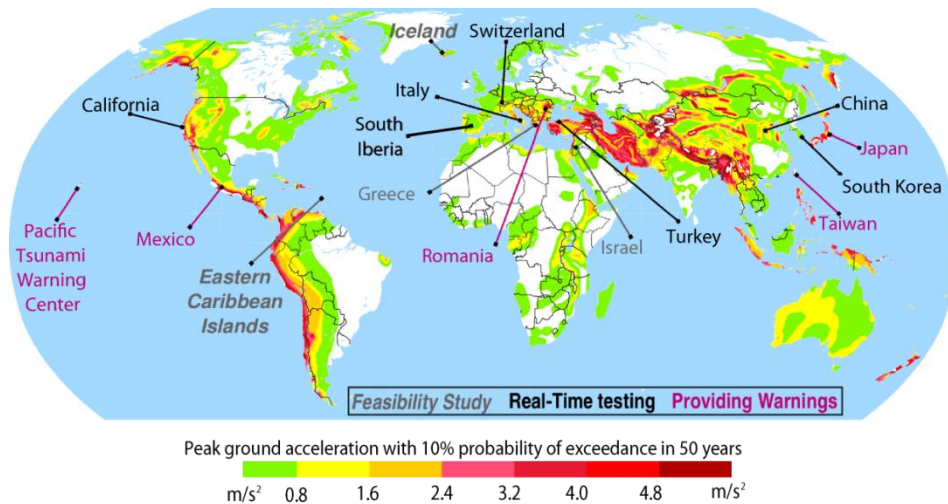 Iceland
Switzerland
Italy
California
South
Iberia
China
Japan
Greece
South Korea
Pacific
Tsunami
Warning
Center
Mexico
Eastern
Caribbean
Islands
Romania
Israel
Turkey
Taiwan
Feasibility Study Real-Time testing Providing Warnings
Peak ground acceleration with 10% probability of exceedance in 50 years
m/s² 0.8 1.6 2.4 3.2 4.0 4.8 m/s²